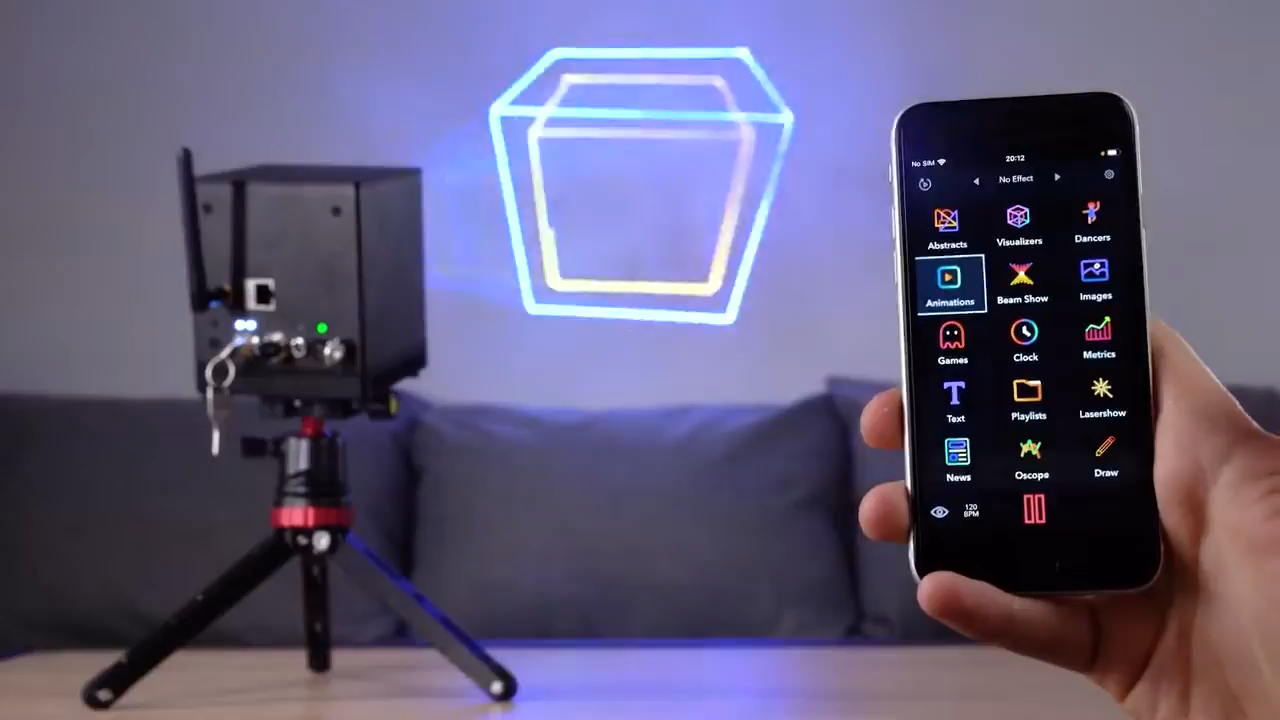 No SIM 20:12
No Effect
Abstracts Visualizers Dancers
Animations Beam Show Images
Games Clock Metrics
Text Playlists Lasershow
News Oscope Draw
120
BPM